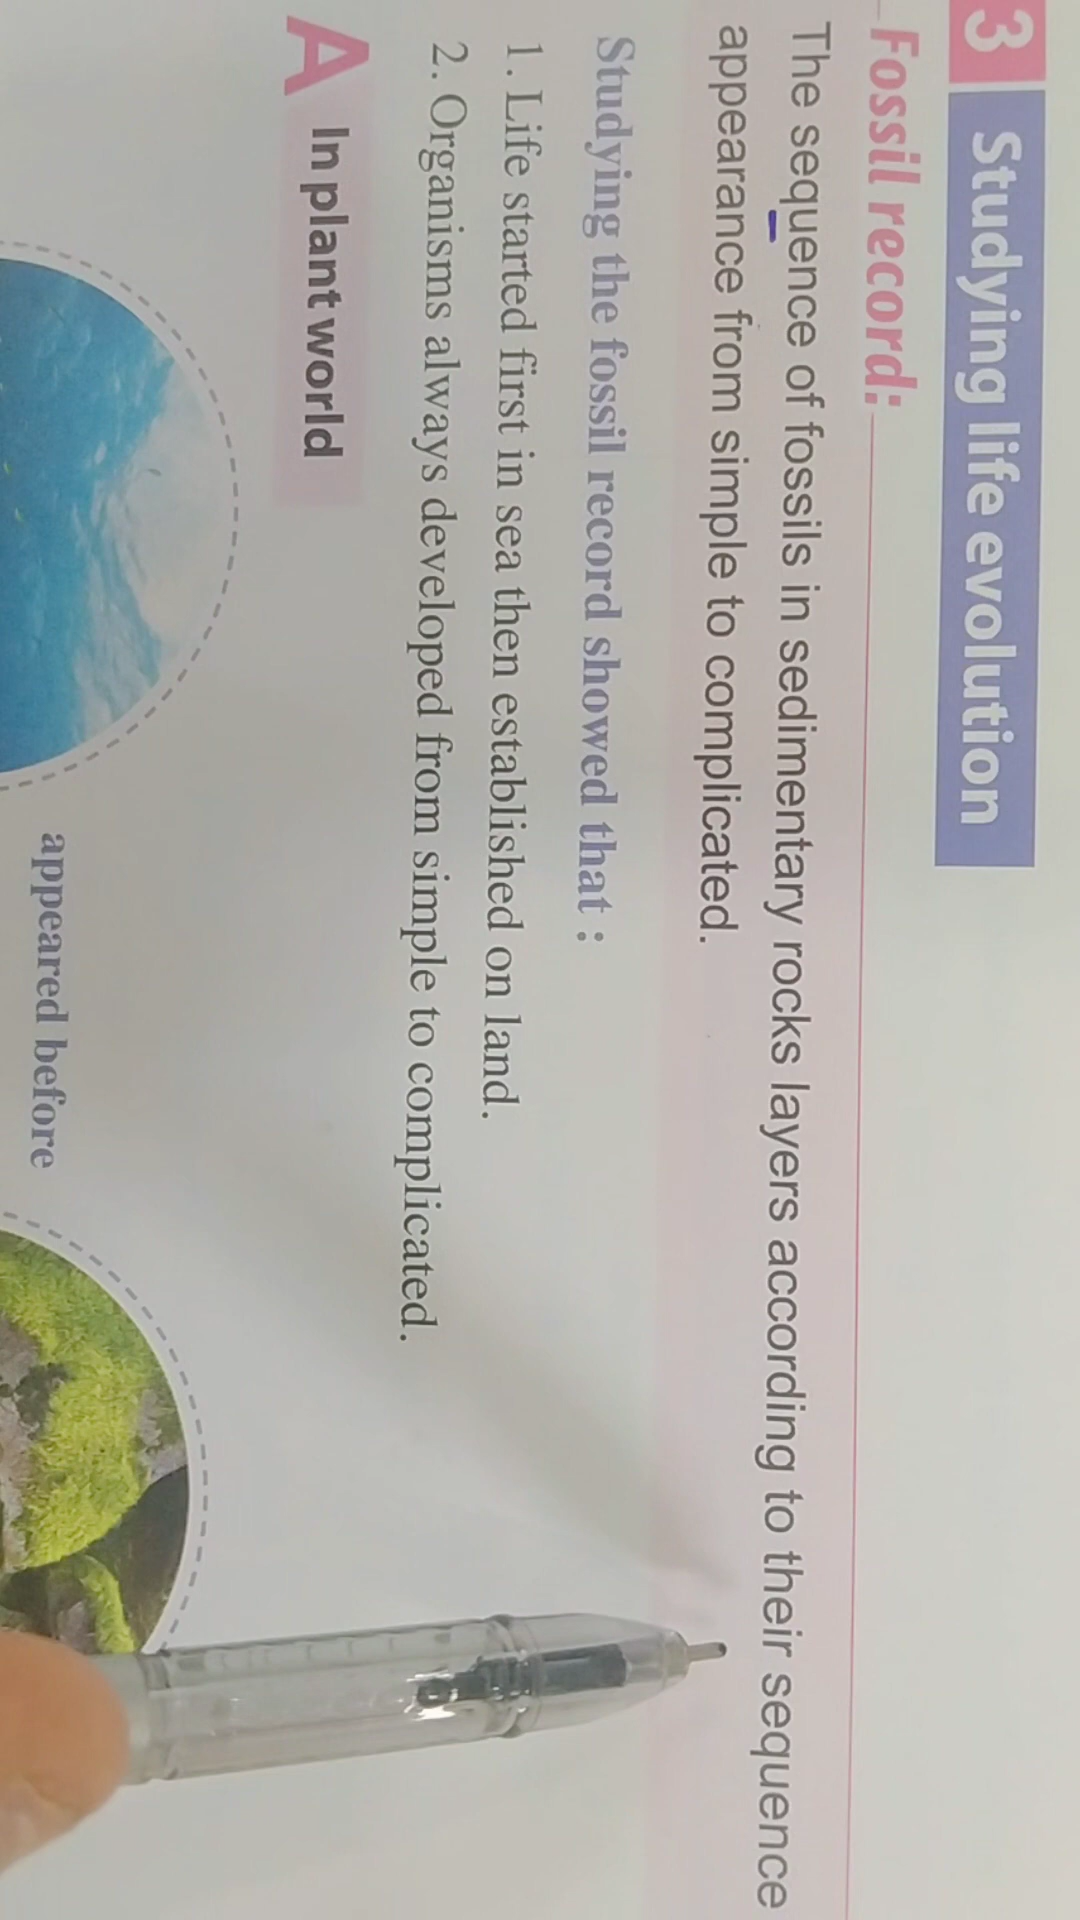 3 Studying life evolution
Fossil record:
The sequence of fossils in sedimentary rocks layers according to their sequence
appearance from simple to complicated.
Studying the fossil record showed that :
1. Life started first in sea then established on land.
2. Organisms always developed from simple to complicated.
A In plant world
appeared before